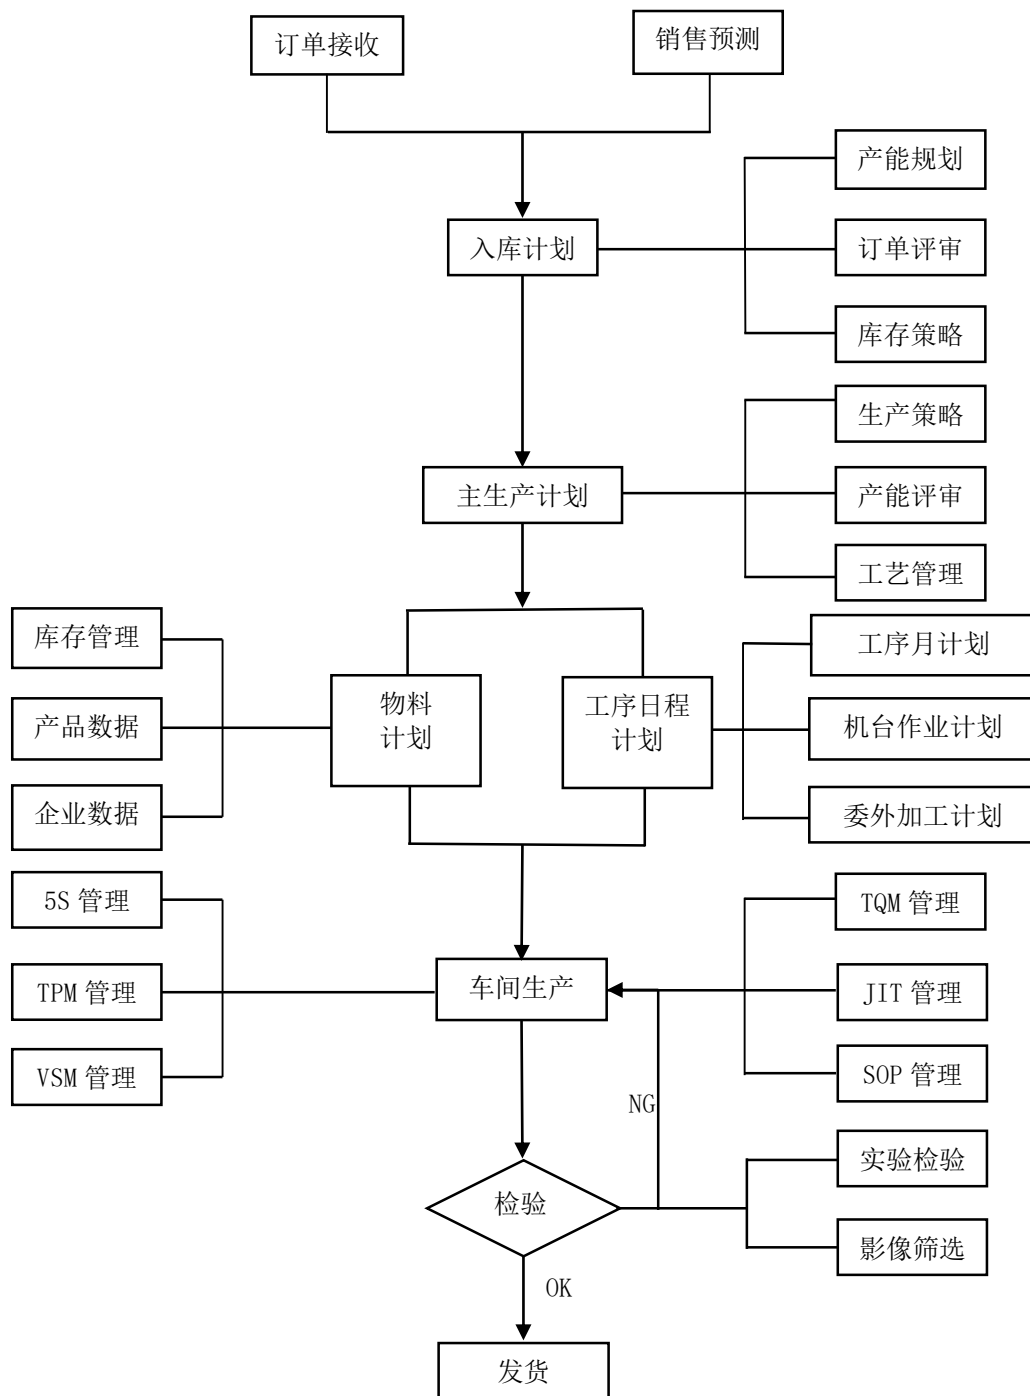 订单接收
销售预测
产能规划
入库计划
订单评审
库存策略
生产策略
主生产计划
产能评审
工艺管理
库存管理
工序月计划
物料
计划
工序日程
计划
产品数据
机台作业计划
企业数据
委外加工计划
5S 管理
TQM 管理
TPM 管理
车间生产
JIT 管理
VSM 管理
SOP 管理
NG
实验检验
检验
影像筛选
OK
发货